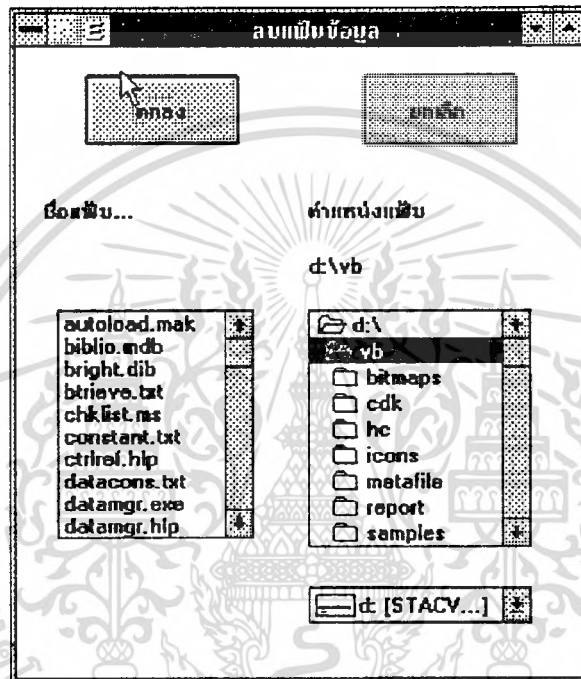 ลบแฟ้มข้อมูล
ตกลง
ยกเลิก
ชื่อแฟ้ม...
ตำแหน่งแฟ้ม
d:\vb
autoload.mak
biblio.mdb
bright.dib
btrieve.txt
chklist.ms
constant.txt
ctrlref.hlp
datacons.txt
datamgr.exe
datamgr.hlp
d:\
vb
bitmaps
cdk
hc
icons
metafile
report
samples
d: [STACV...]